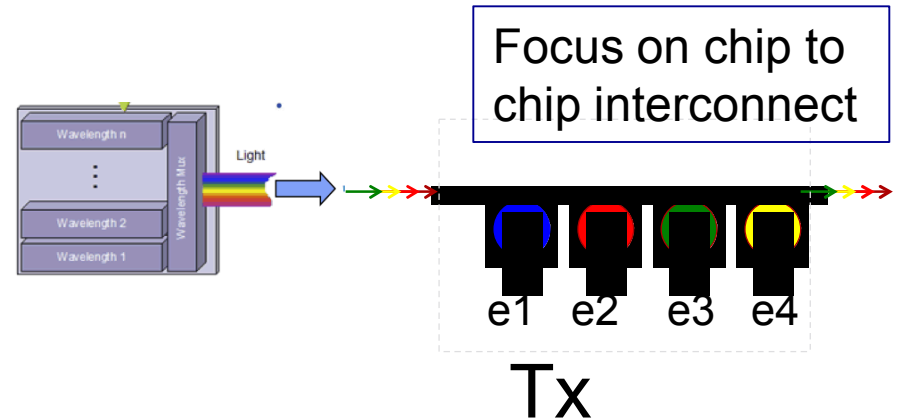 Focus on chip to
chip interconnect
Wavelength n
Wavelength Mux
Light
Wavelength 2
Wavelength 1
e1 e2 e3 e4
Tx